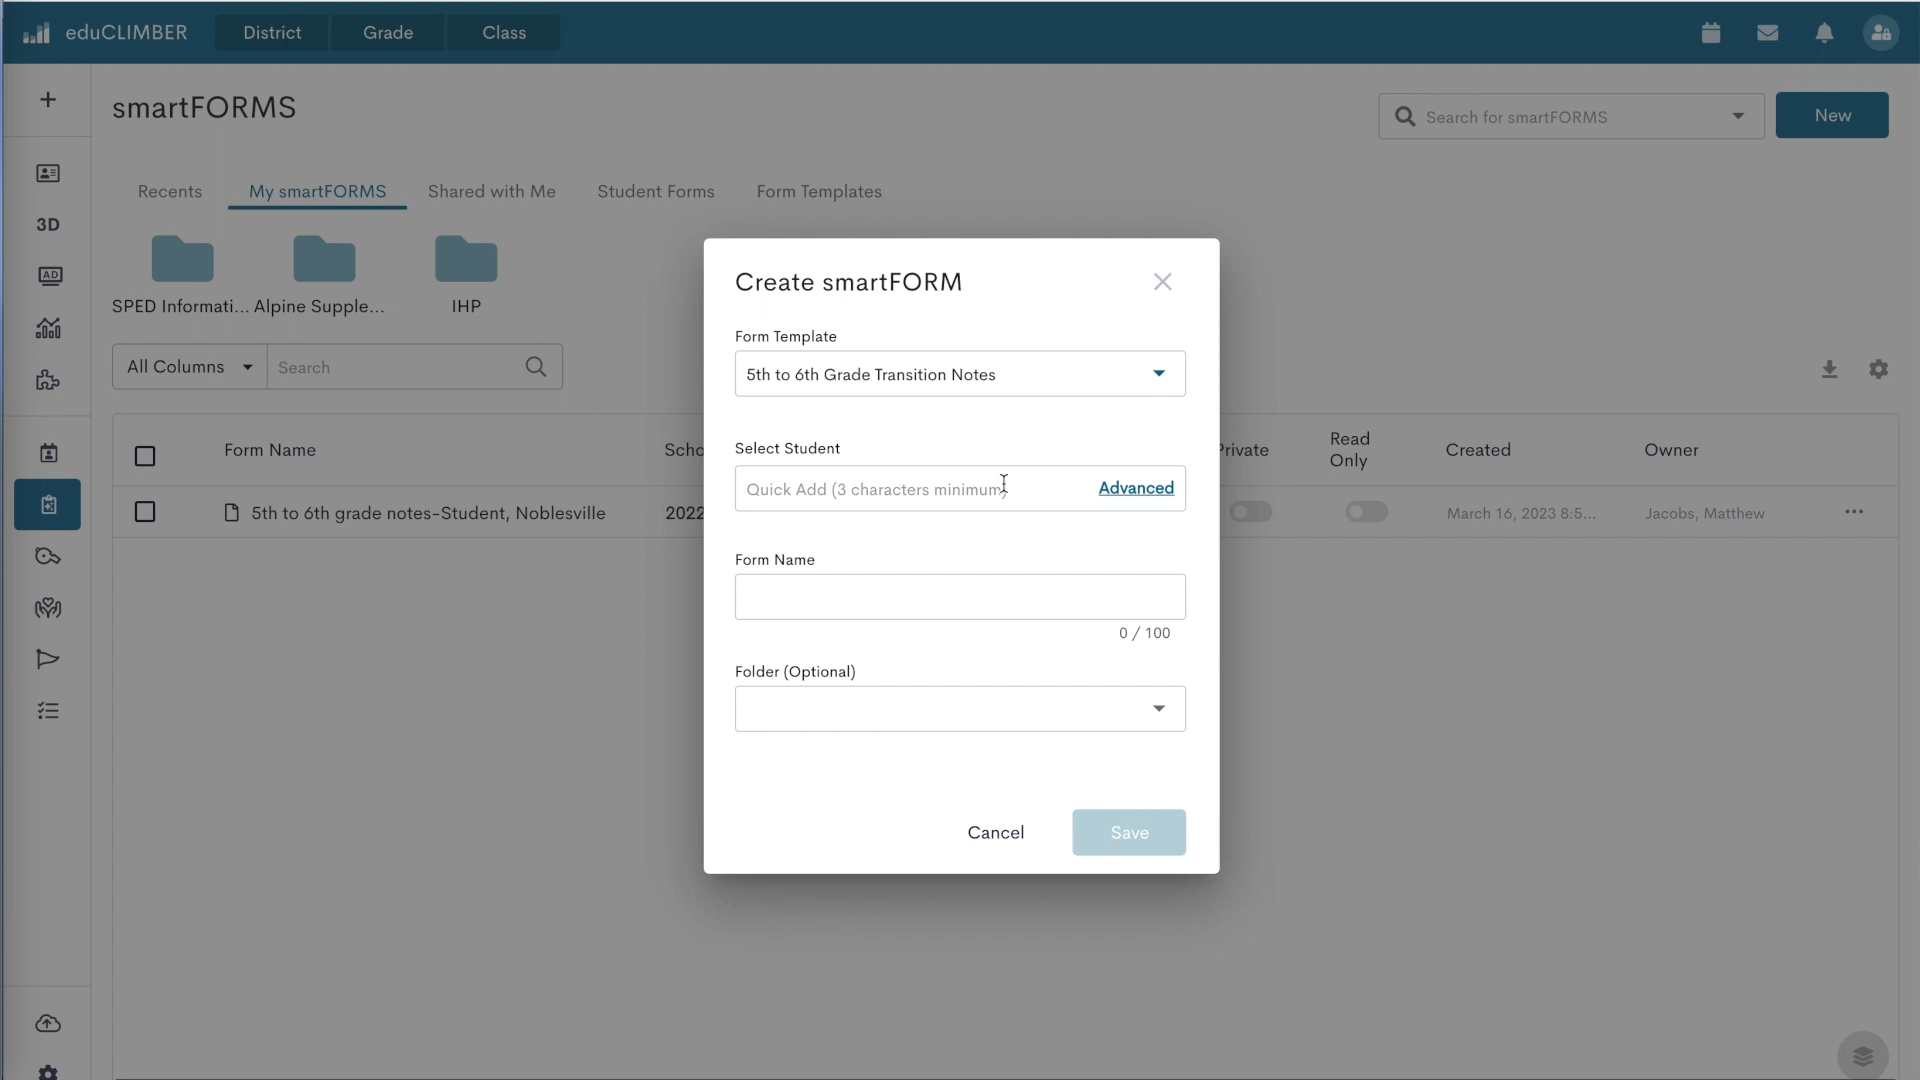 eduCLIMBER District Grade Class
smartFORMS
Search for smartFORMS New
Recents My smartFORMS Shared with Me Student Forms Form Templates
3D
AD
SPED Informati... Alpine Supple... IHP
All Columns Search
Form Name Scho Private Read Only Created Owner
5th to 6th grade notes-Student, Noblesville 2022 March 16, 2023 8:5... Jacobs, Matthew
Create smartFORM
Form Template
5th to 6th Grade Transition Notes
Select Student
Quick Add (3 characters minimum) Advanced
Form Name
0 / 100
Folder (Optional)
Cancel Save